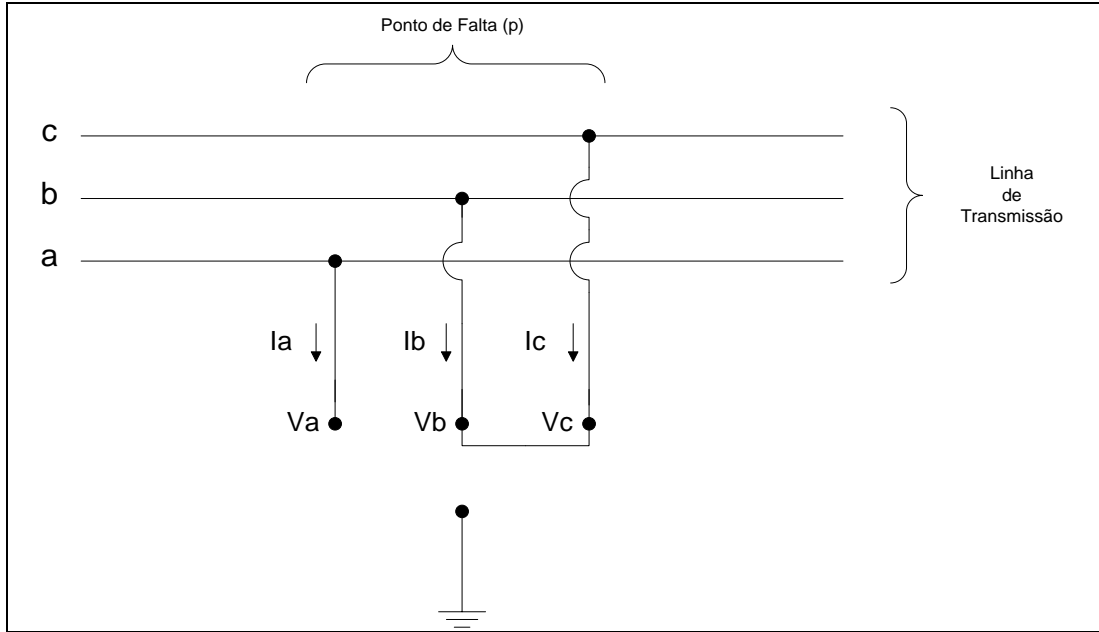 Ponto de Falta (p)
c
b
a
Linha
de
Transmissão
Ia
Ib
Ic
Va
Vb
Vc